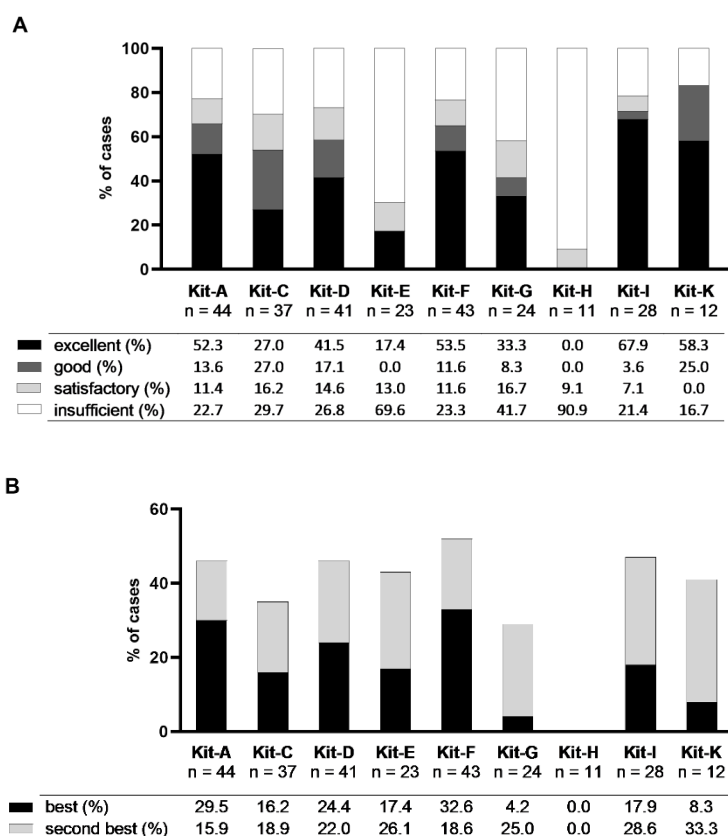 A
100
80
60
40
20
0
% of cases
Kit-A Kit-C Kit-D Kit-E Kit-F Kit-G Kit-H Kit-I Kit-K
n = 44 n = 37 n = 41 n = 23 n = 43 n = 24 n = 11 n = 28 n = 12
excellent (%) 52.3 27.0 41.5 17.4 53.5 33.3 0.0 67.9 58.3
good (%) 13.6 27.0 17.1 0.0 11.6 8.3 0.0 3.6 25.0
satisfactory (%) 11.4 16.2 14.6 13.0 11.6 16.7 9.1 7.1 0.0
insufficient (%) 22.7 29.7 26.8 69.6 23.3 41.7 90.9 21.4 16.7
B
60
40
20
0
% of cases
Kit-A Kit-C Kit-D Kit-E Kit-F Kit-G Kit-H Kit-I Kit-K
n = 44 n = 37 n = 41 n = 23 n = 43 n = 24 n = 11 n = 28 n = 12
best (%) 29.5 16.2 24.4 17.4 32.6 4.2 0.0 17.9 8.3
second best (%) 15.9 18.9 22.0 26.1 18.6 25.0 0.0 28.6 33.3